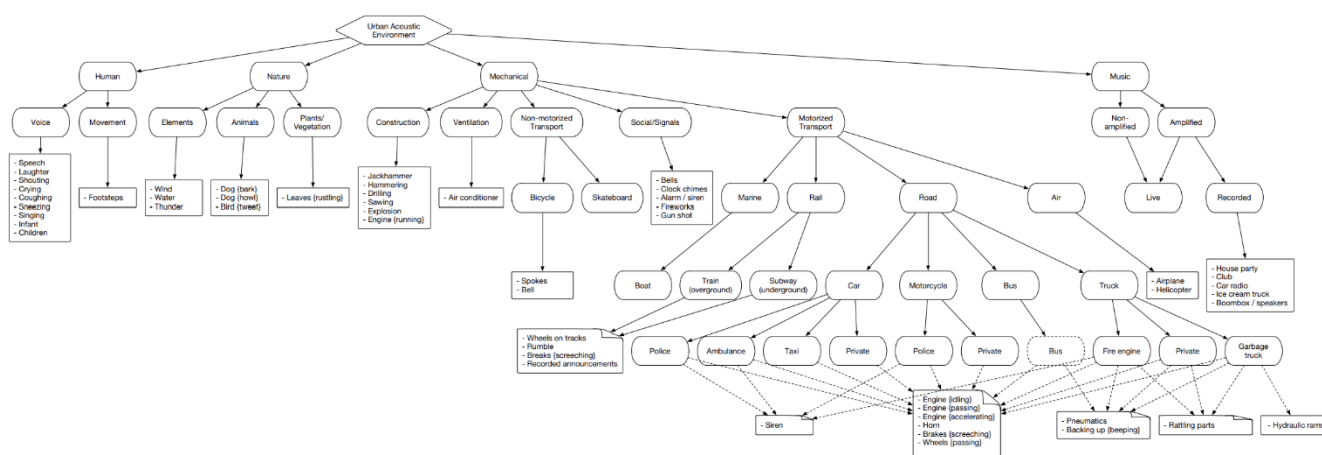 Urban Acoustic
Environment
Human
Nature
Mechanical
Music
Voice
Movement
Elements
Animals
Plants/
Vegetation
Construction
Ventilation
Non-motorized
Transport
Social/Signals
Motorized
Transport
Non-
amplified
Amplified
- Speech
- Laughter
- Shouting
- Crying
- Coughing
- Sneezing
- Singing
- Infant
- Children
- Footsteps
- Wind
- Water
- Thunder
- Dog {bark}
- Dog {howl}
- Bird {tweet}
- Leaves {rustling}
- Jackhammer
- Hammering
- Drilling
- Sawing
- Explosion
- Engine {running}
- Air conditioner
Bicycle
Skateboard
- Bells
- Clock chimes
- Alarm / siren
- Fireworks
- Gun shot
Marine
Rail
Road
Air
Live
Recorded
- Spokes
- Bell
Boat
Train
(overground)
Subway
(underground)
Car
Motorcycle
Bus
Truck
- Airplane
- Helicopter
- House party
- Club
- Car radio
- Ice cream truck
- Boombox / speakers
- Wheels on tracks
- Rumble
- Breaks {screeching}
- Recorded announcements
Police
Ambulance
Taxi
Private
Police
Private
Bus
Fire engine
Private
Garbage
truck
- Siren
- Engine {idling}
- Engine {passing}
- Engine {accelerating}
- Horn
- Brakes {screeching}
- Wheels {passing}
- Pneumatics
- Backing up {beeping}
- Rattling parts
- Hydraulic rams